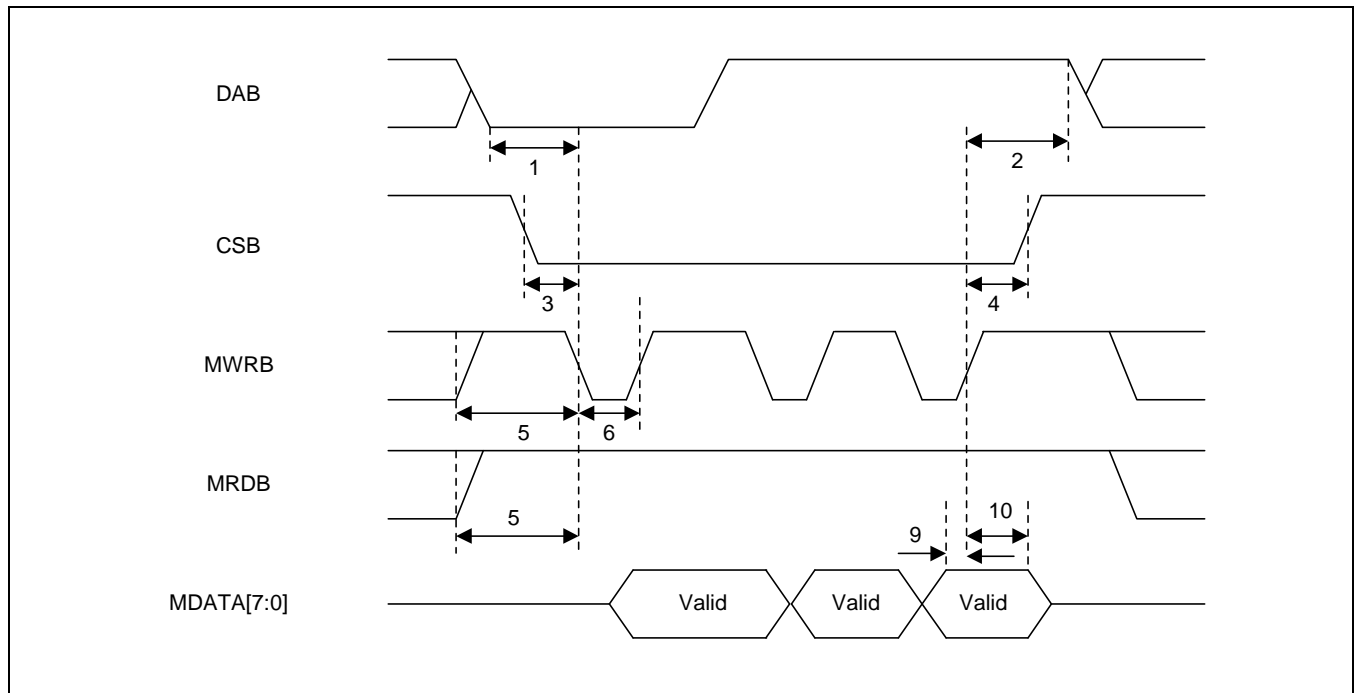 DAB
1
2
CSB
3
4
MWRB
5
6
MRDB
5
9
10
MDATA[7:0]
Valid
Valid
Valid